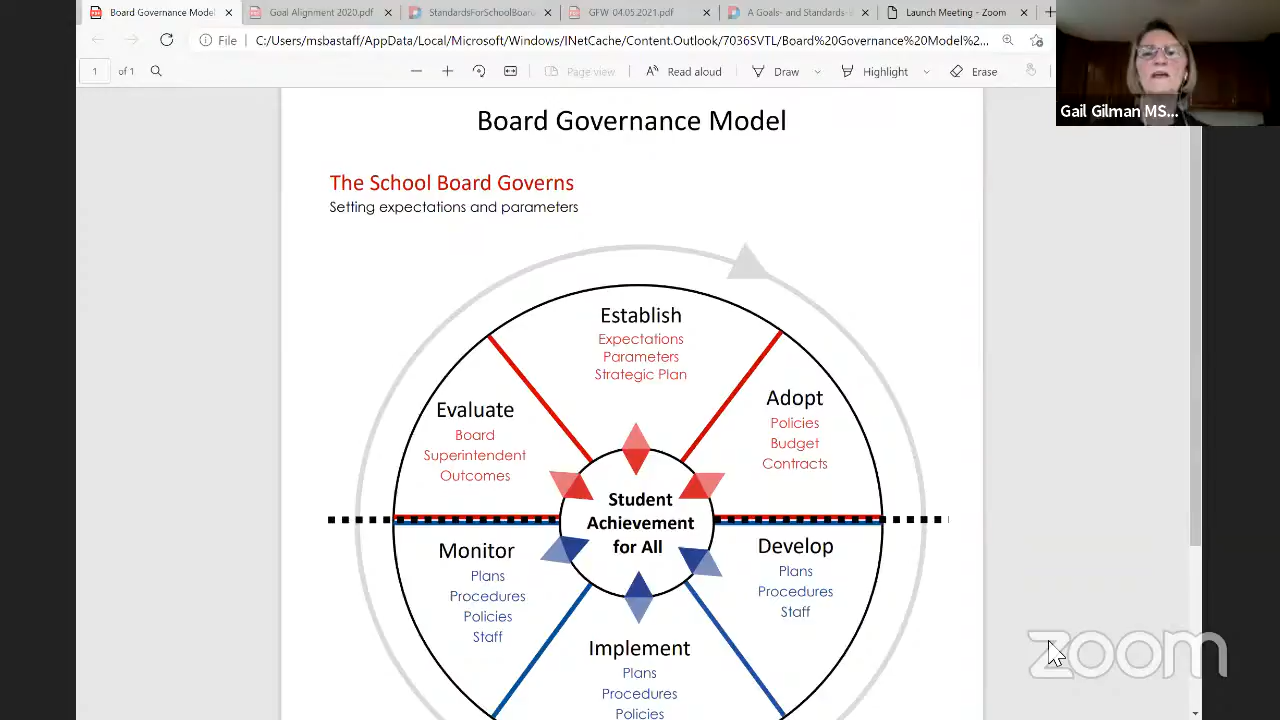 Board Governance Model
Goal Alignment 2020.pdf
StandardsForSchoolBoard
GFW 04.05.2021.pdf
A Goals- and Standards-
Launch Meeting - Zoom
File
C:/Users/msbastaff/AppData/Local/Microsoft/Windows/INetCache/Content.Outlook/7036SVTL/Board%20Governance%20Model%2...
1 of 1
Page view
Read aloud
Draw
Highlight
Erase
Gail Gilman MS...
Board Governance Model
The School Board Governs
Setting expectations and parameters
Establish
Expectations
Parameters
Strategic Plan
Adopt
Policies
Budget
Contracts
Evaluate
Board
Superintendent
Outcomes
Student
Achievement
for All
Monitor
Plans
Procedures
Policies
Staff
Develop
Plans
Procedures
Staff
Implement
Plans
Procedures
Policies
zoom